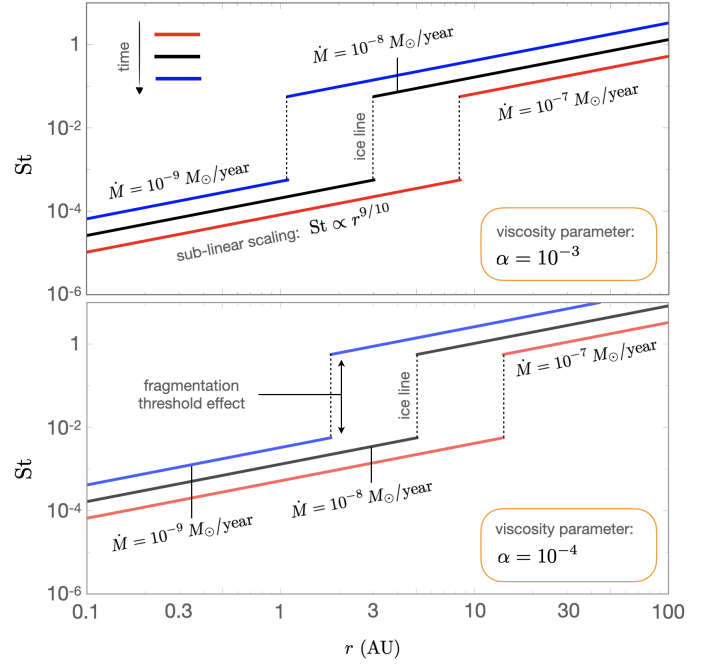 time
Ṁ = 10⁻⁸ M☉/year
1
Ṁ = 10⁻⁷ M☉/year
10⁻²
ice line
St
Ṁ = 10⁻⁹ M☉/year
10⁻⁴
sub-linear scaling: St ∝ r^{9/10}
viscosity parameter:
α = 10⁻³
10⁻⁶
1
Ṁ = 10⁻⁷ M☉/year
fragmentation
threshold effect
ice line
10⁻²
St
Ṁ = 10⁻⁸ M☉/year
10⁻⁴
Ṁ = 10⁻⁹ M☉/year
viscosity parameter:
α = 10⁻⁴
10⁻⁶
0.1 0.3 1 3 10 30 100
r (AU)